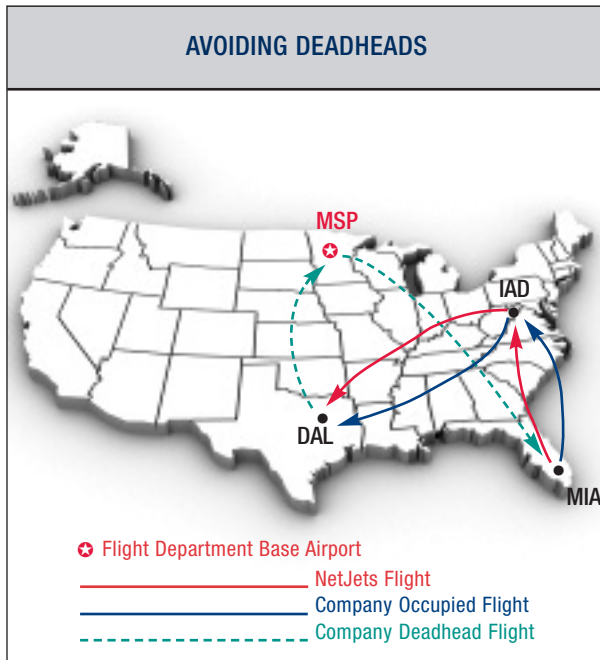 AVOIDING DEADHEADS
MSP
IAD
DAL
MIA
Flight Department Base Airport
NetJets Flight
Company Occupied Flight
Company Deadhead Flight